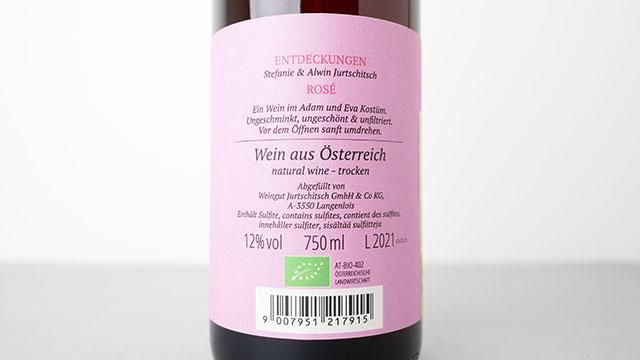 ENTDECKUNGEN
Stefanie & Alwin Jurtschitsch
ROSÉ
Ein Wein im Adam und Eva Kostüm.
Ungeschminkt, ungeschönt & unfiltriert.
Vor dem Öffnen sanft umdrehen.
Wein aus Österreich
natural wine - trocken
Abgefüllt von
Weingut Jurtschitsch GmbH & Co KG,
A-3550 Langenlois
Enthält Sulfite, contains sulfites, contient des sulfites,
innehåller sulfiter, sisältää sulfiitteja
12% vol 750 ml L 2021
AT-BIO-402
ÖSTERREICHISCHE
LANDWIRTSCHAFT
9 007951 217915